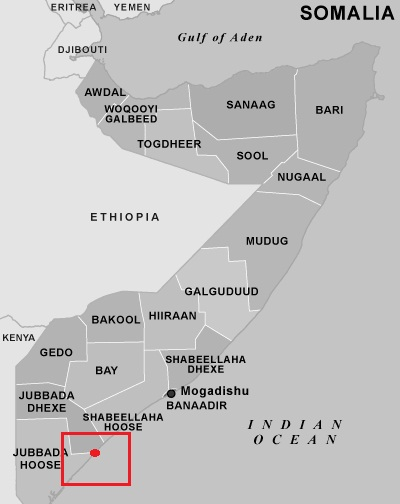 ERITREA
YEMEN
SOMALIA
Gulf of Aden
DJIBOUTI
AWDAL
WOQOOYI
GALBEED
SANAAG
BARI
TOGDHEER
SOOL
NUGAAL
ETHIOPIA
MUDUG
GALGUDUUD
HIIRAAN
BAKOOL
KENYA
GEDO
BAY
SHABEELLAHA
DHEXE
Mogadishu
BANAADIR
JUBBADA
DHEXE
SHABEELLAHA
HOOSE
INDIAN
OCEAN
JUBBADA
HOOSE